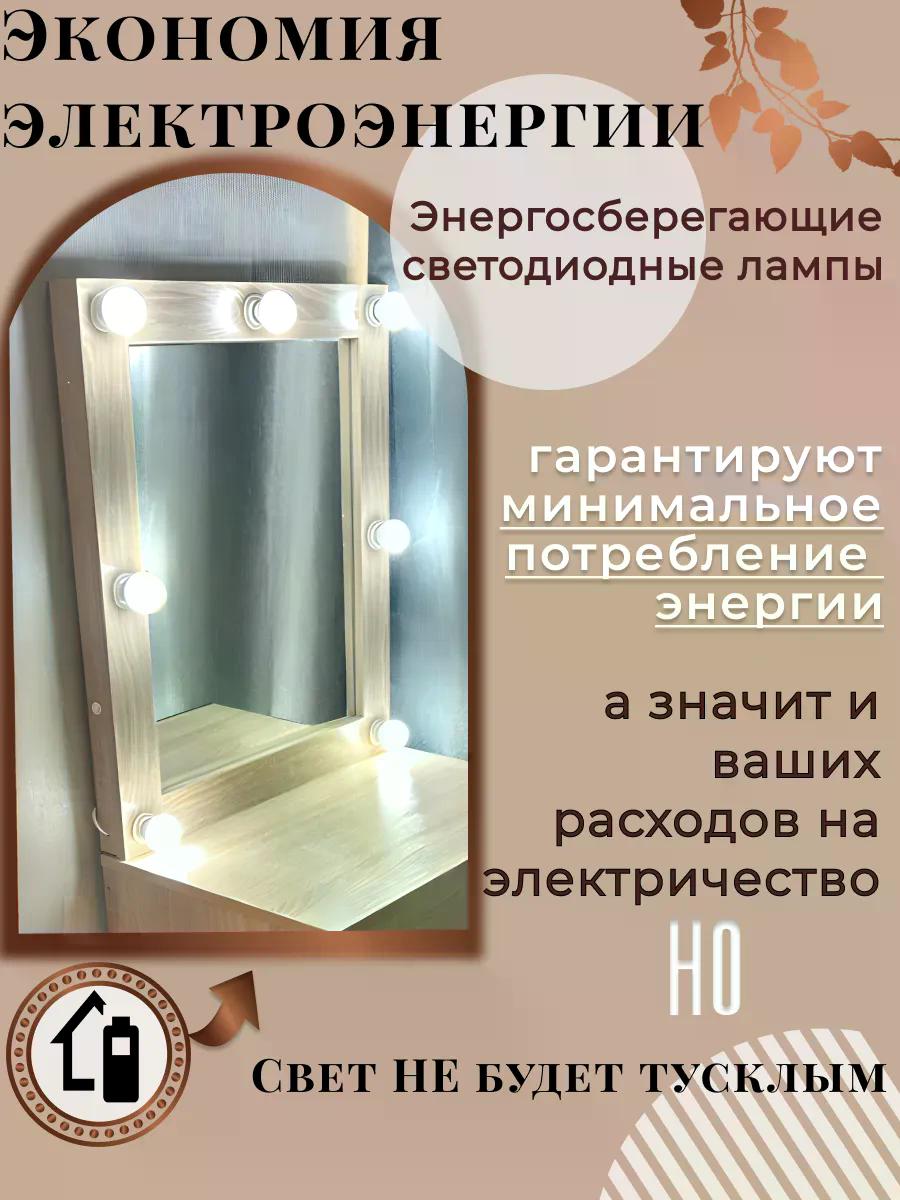 Экономия
электроэнергии
Энергосберегающие
светодиодные лампы
гарантируют
минимальное
потребление
энергии
а значит и
ваших
расходов на
электричество
НО
Свет НЕ будет тусклым